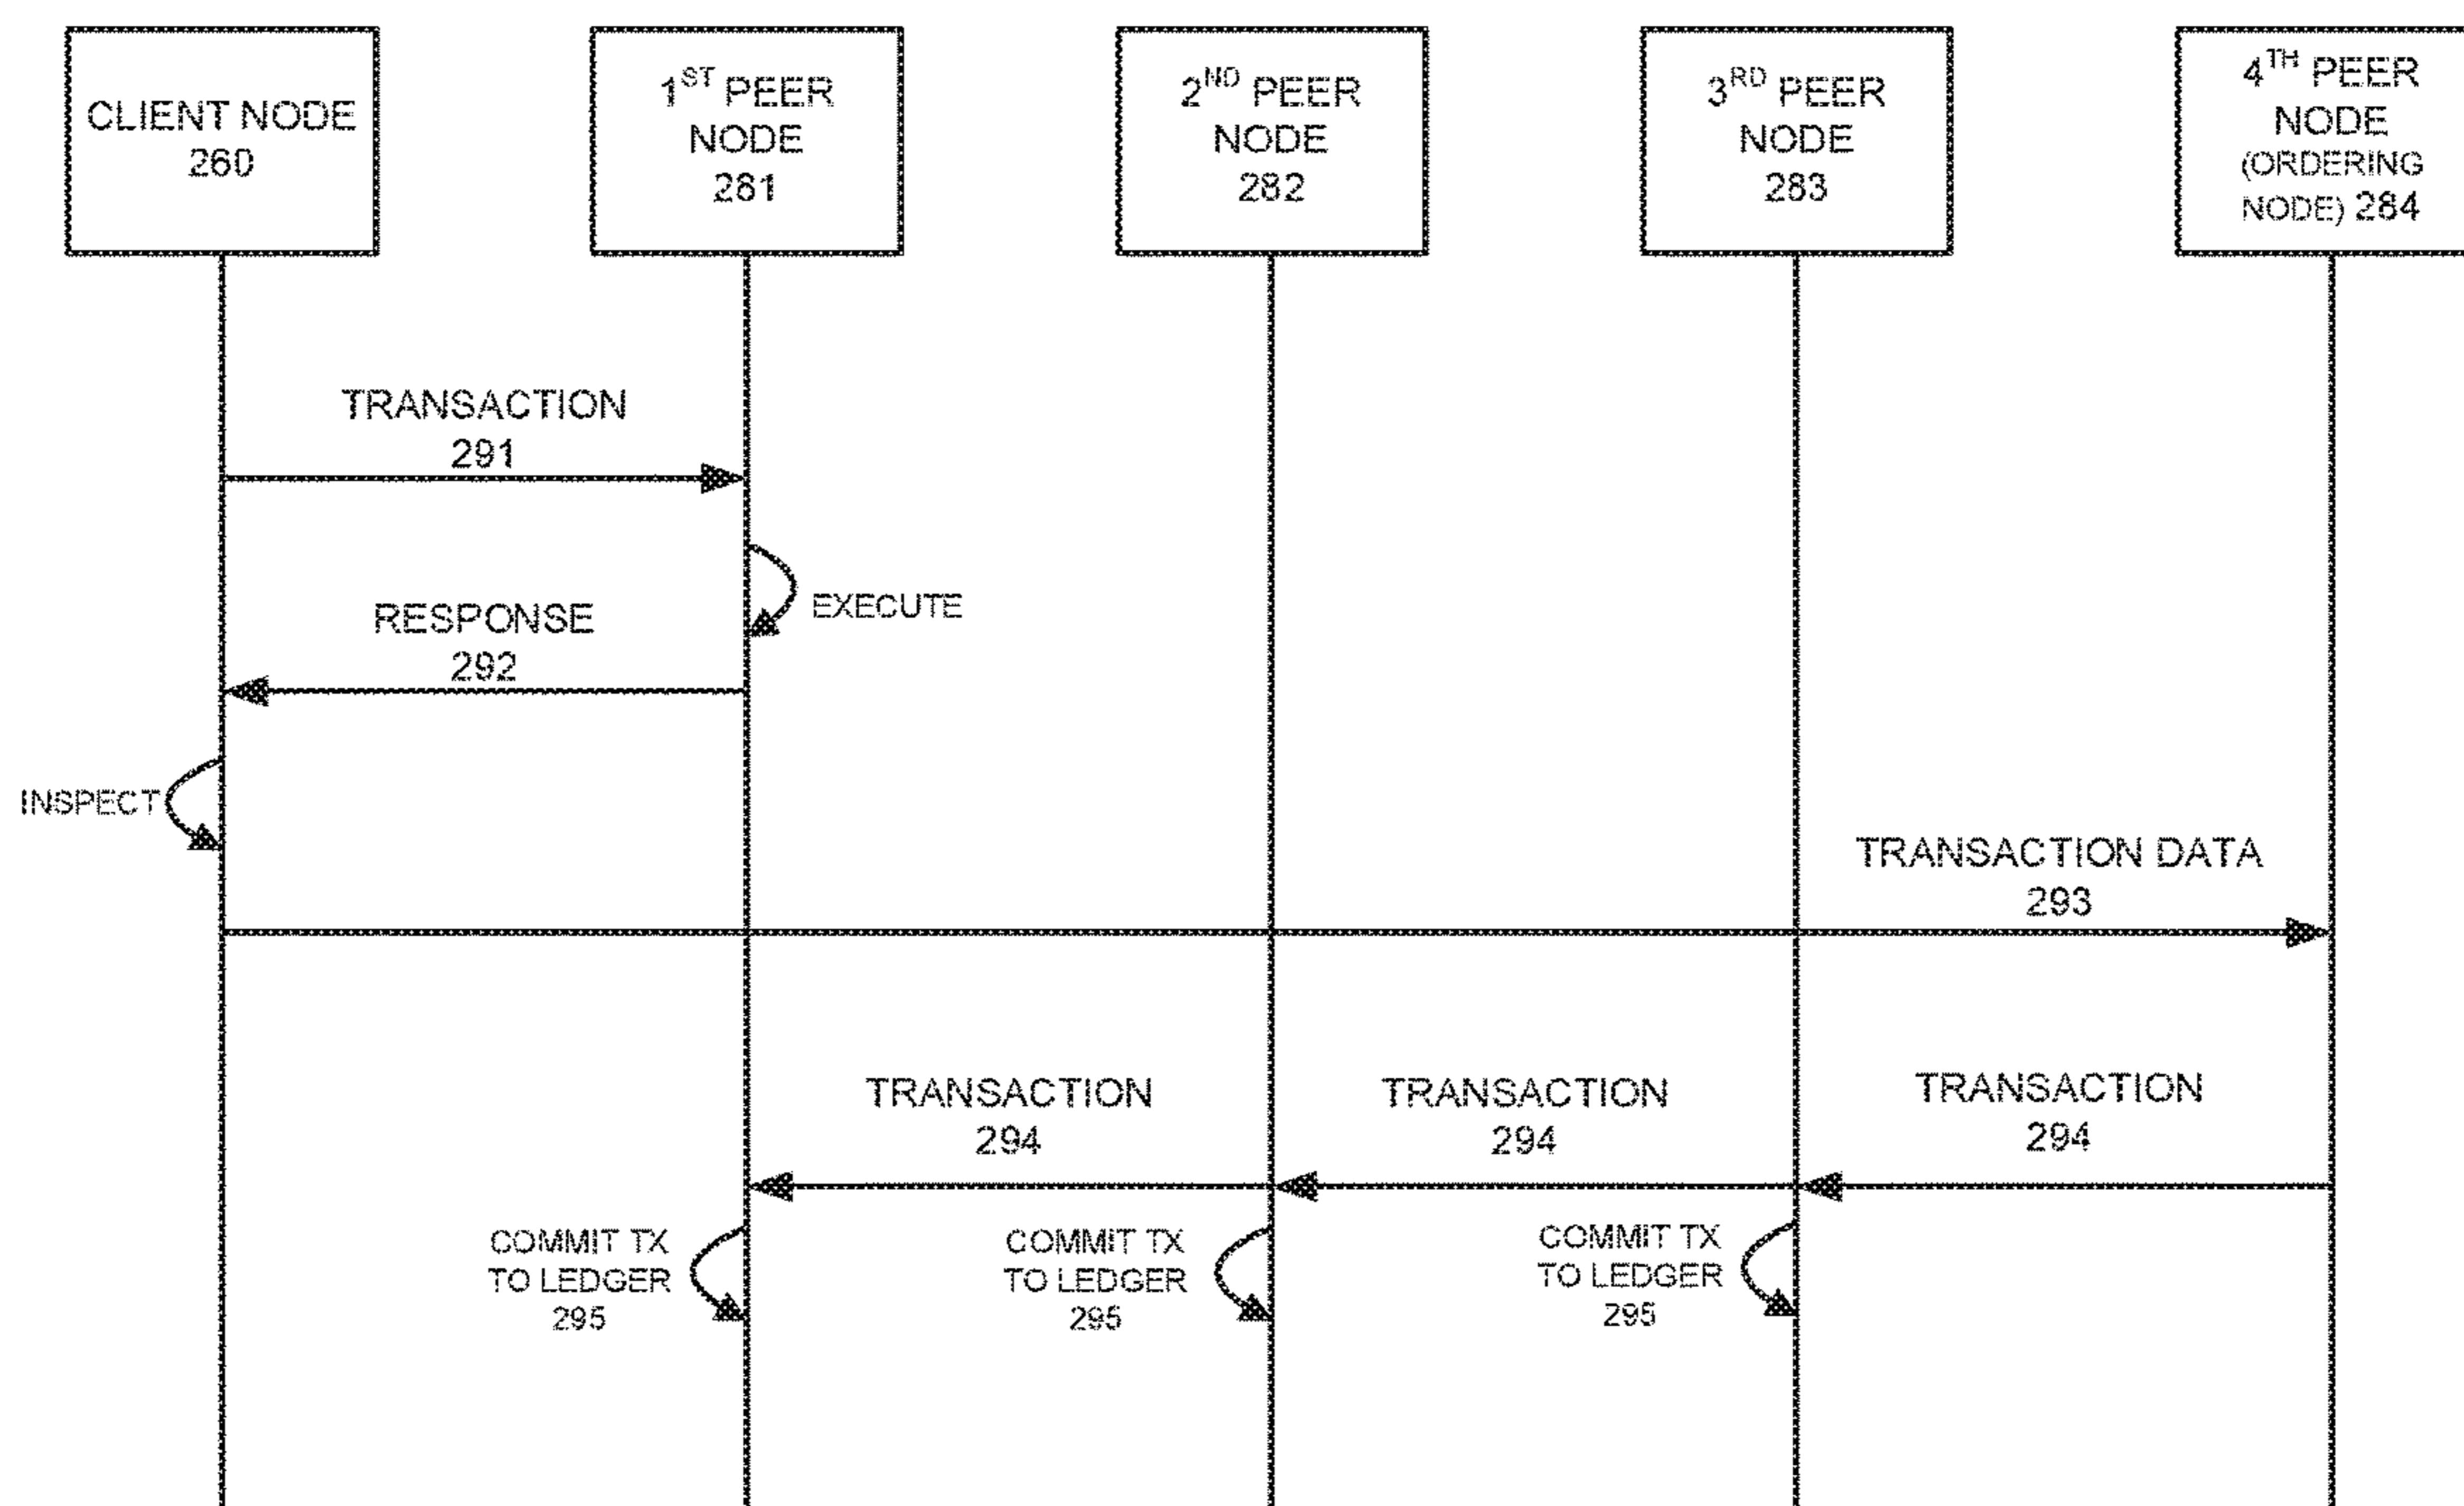 CLIENT NODE
260
1ST PEER
NODE
281
2ND PEER
NODE
282
3RD PEER
NODE
283
4TH PEER
NODE
(ORDERING
NODE) 284
TRANSACTION
291
EXECUTE
RESPONSE
292
INSPECT
TRANSACTION DATA
293
TRANSACTION
294
TRANSACTION
294
TRANSACTION
294
COMMIT TX
TO LEDGER
295
COMMIT TX
TO LEDGER
295
COMMIT TX
TO LEDGER
295